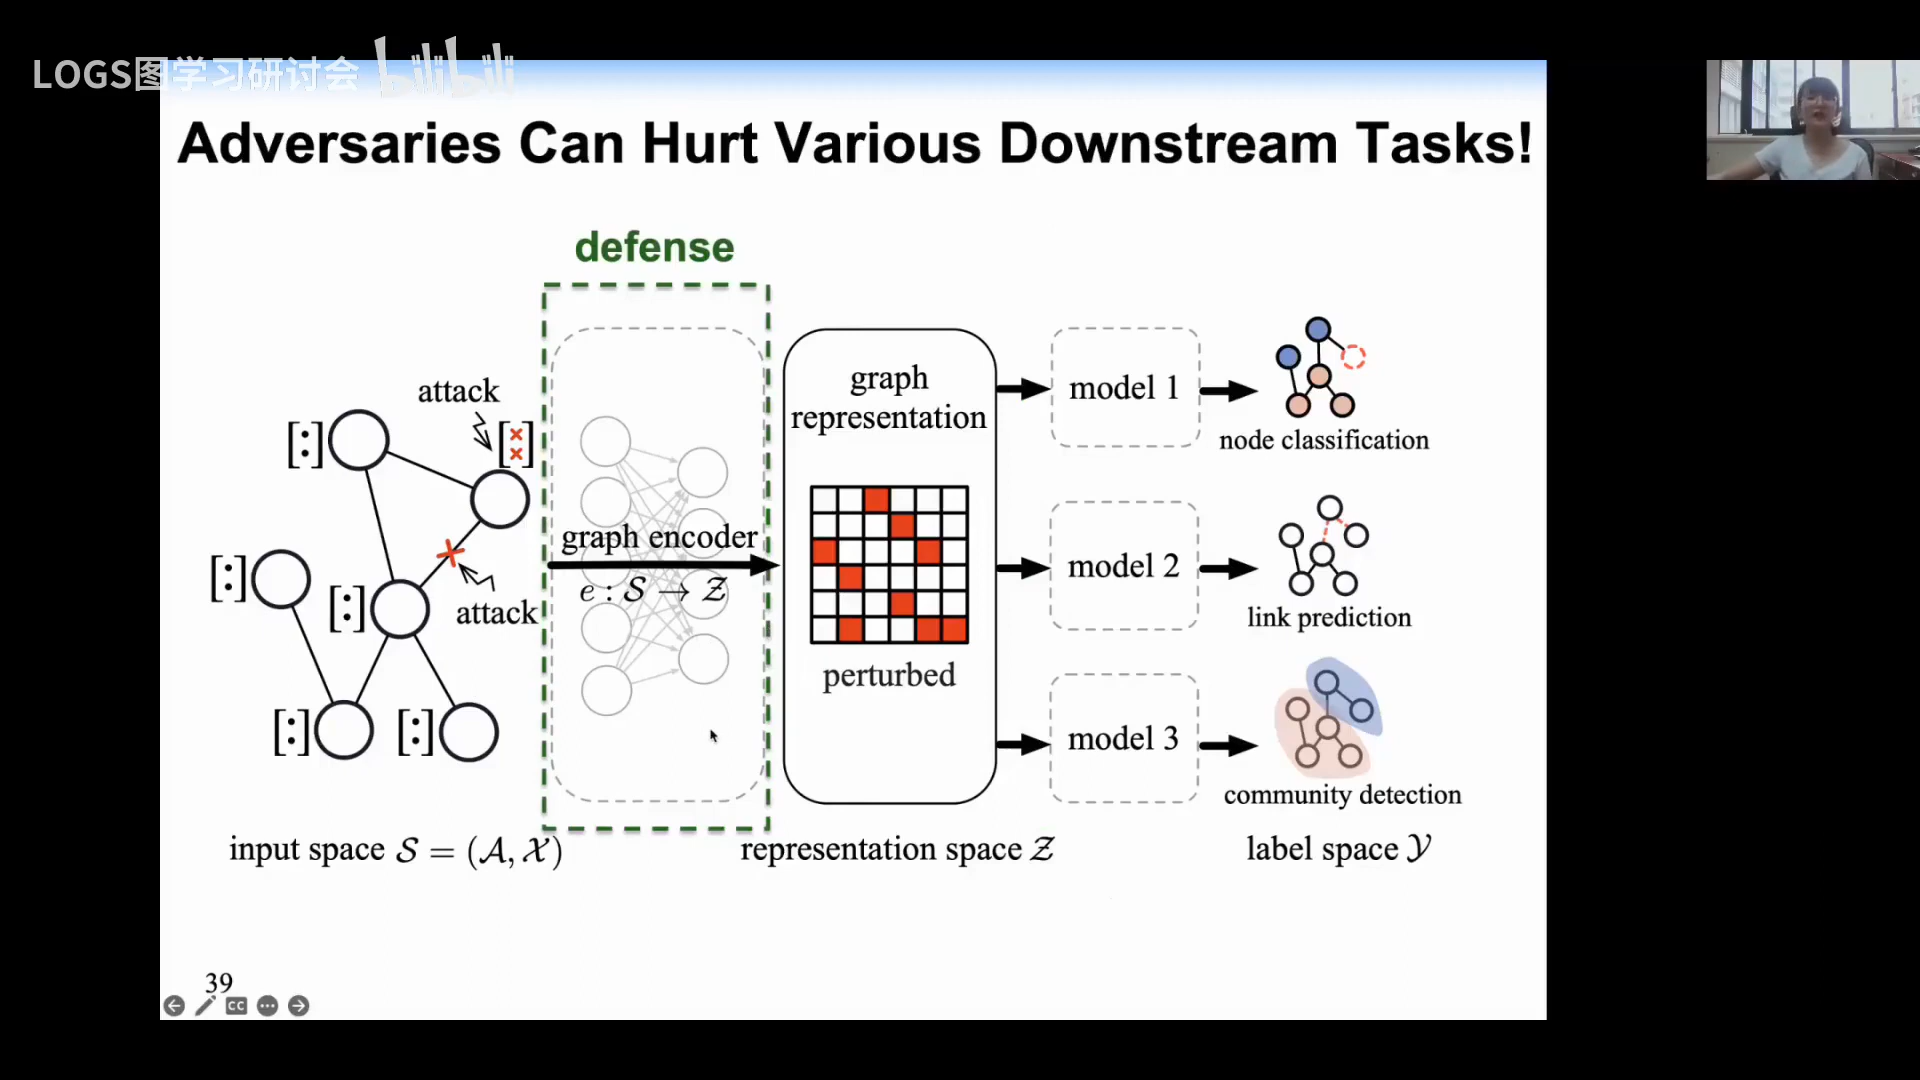 LOGS图学习研讨会 bilibili
Adversaries Can Hurt Various Downstream Tasks!
defense
attack
attack
graph encoder
e : S → Z
graph
representation
perturbed
model 1
node classification
model 2
link prediction
model 3
community detection
input space S = (A, X)
representation space Z
label space Y
39
CC